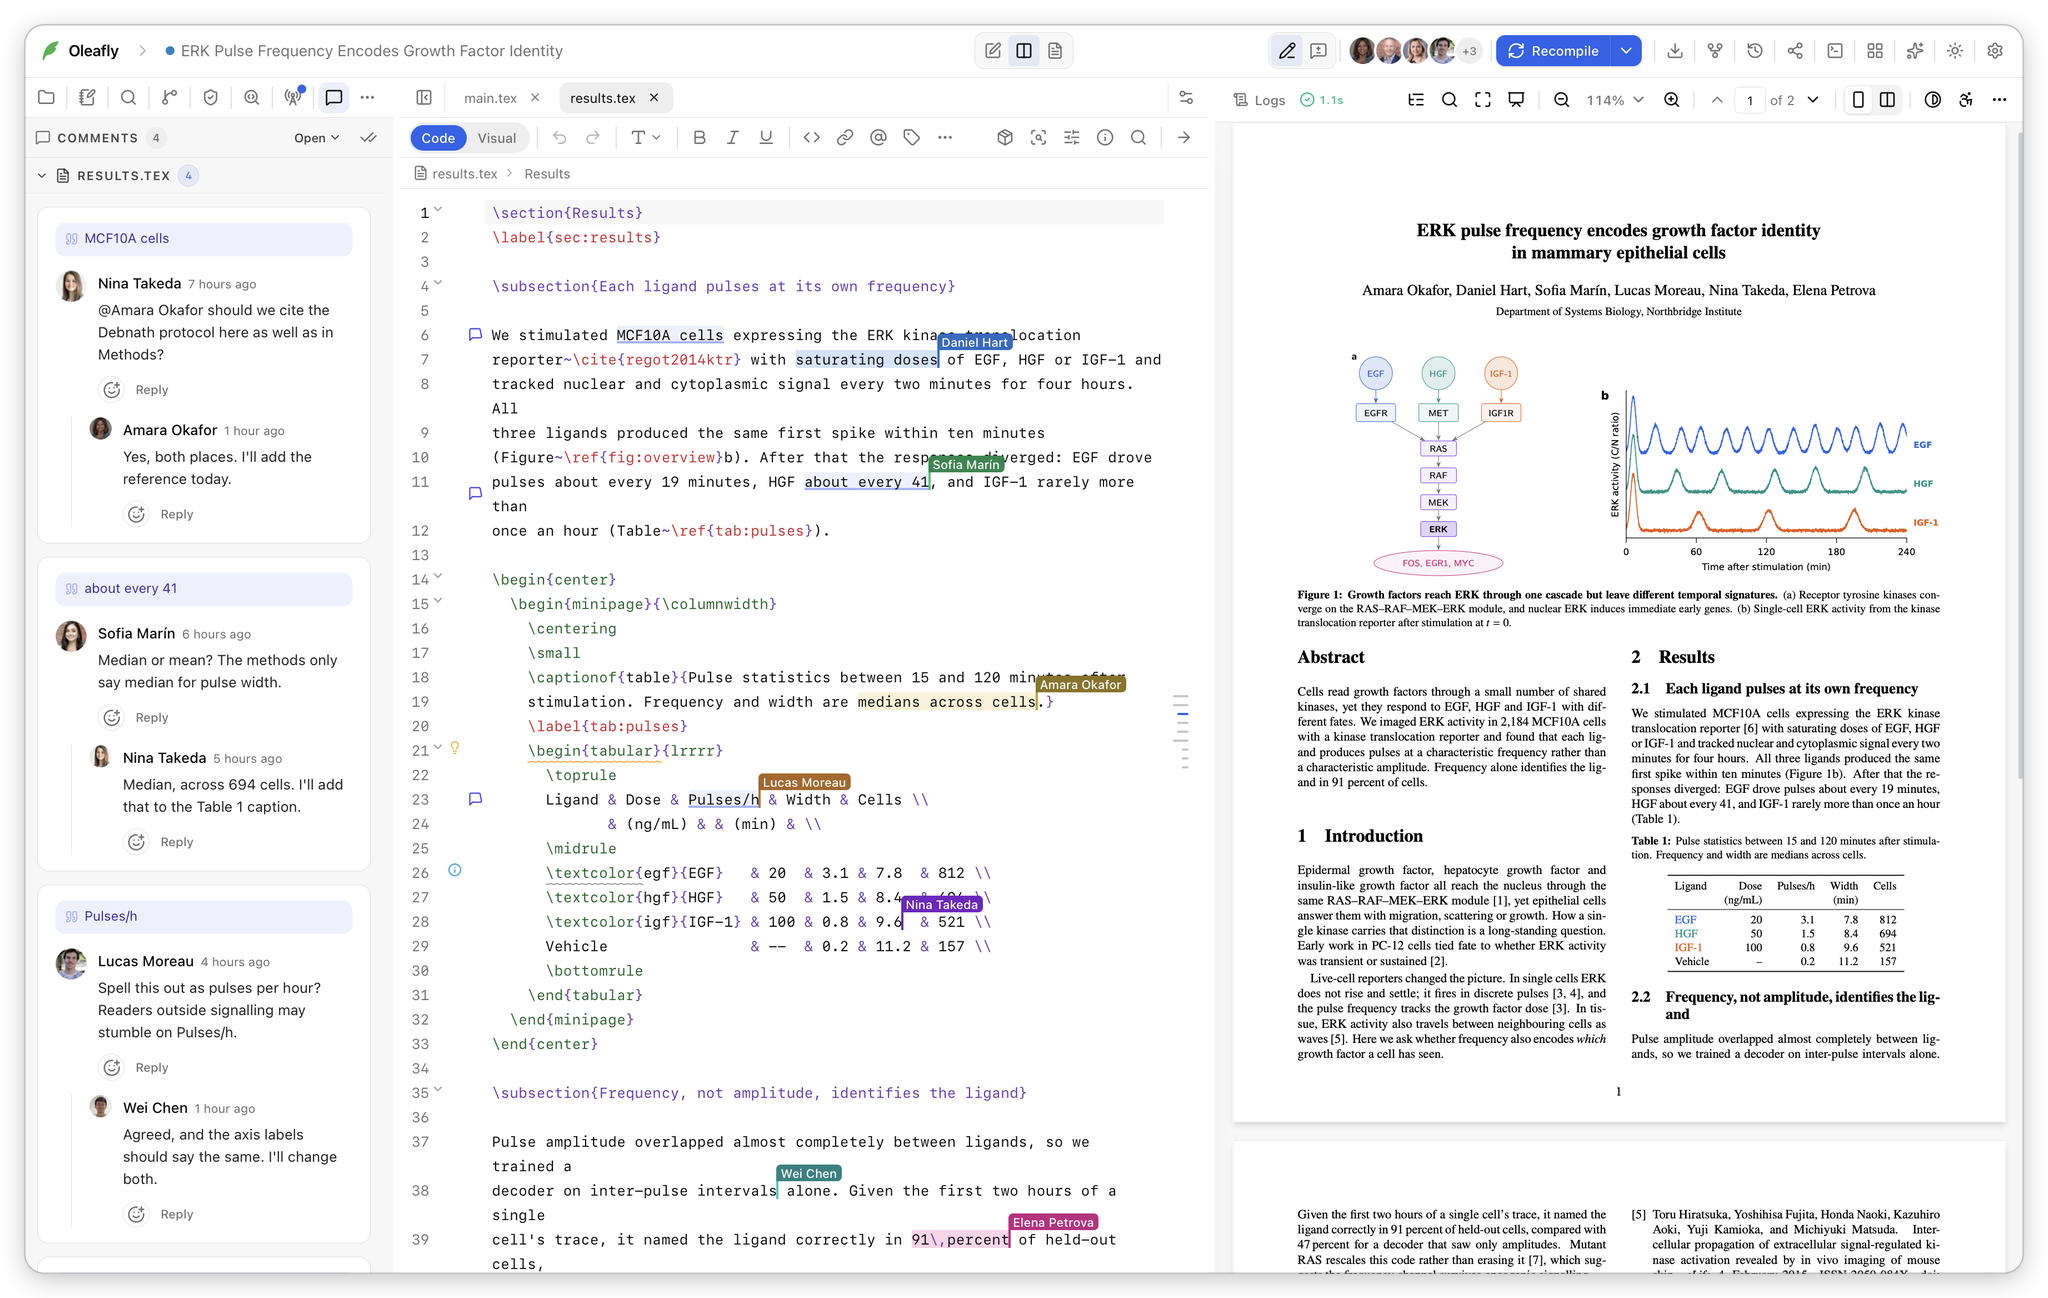 Oleafly
ERK Pulse Frequency Encodes Growth Factor Identity
+3
Recompile
COMMENTS 4
Open
RESULTS.TEX 4
MCF10A cells
Nina Takeda 7 hours ago
@Amara Okafor should we cite the
Debnath protocol here as well as in
Methods?
Reply
Amara Okafor 1 hour ago
Yes, both places. I'll add the
reference today.
Reply
about every 41
Sofia Marín 6 hours ago
Median or mean? The methods only
say median for pulse width.
Reply
Nina Takeda 5 hours ago
Median, across 694 cells. I'll add
that to the Table 1 caption.
Reply
Pulses/h
Lucas Moreau 4 hours ago
Spell this out as pulses per hour?
Readers outside signalling may
stumble on Pulses/h.
Reply
Wei Chen 1 hour ago
Agreed, and the axis labels
should say the same. I'll change
both.
Reply
main.tex
results.tex
Code
Visual
results.tex > Results
1 \section{Results}
2 \label{sec:results}
3
4 \subsection{Each ligand pulses at its own frequency}
5
6 We stimulated MCF10A cells expressing the ERK kinase translocation
Daniel Hart
7 reporter~\cite{regot2014ktr} with saturating doses of EGF, HGF or IGF-1 and
8 tracked nuclear and cytoplasmic signal every two minutes for four hours.
All
9 three ligands produced the same first spike within ten minutes
10 (Figure~\ref{fig:overview}b). After that the responses diverged: EGF drove
Sofia Marín
11 pulses about every 19 minutes, HGF about every 41, and IGF-1 rarely more
than
12 once an hour (Table~\ref{tab:pulses}).
13
14 \begin{center}
15 \begin{minipage}{\columnwidth}
16 \centering
17 \small
18 \captionof{table}{Pulse statistics between 15 and 120 minutes after
Amara Okafor
19 stimulation. Frequency and width are medians across cells.}
20 \label{tab:pulses}
21 \begin{tabular}{lrrrr}
22 \toprule
Lucas Moreau
23 Ligand & Dose & Pulses/h & Width & Cells \\
24 & (ng/mL) & & (min) & \\
25 \midrule
26 \textcolor{egf}{EGF} & 20 & 3.1 & 7.8 & 812 \\
27 \textcolor{hgf}{HGF} & 50 & 1.5 & 8.4 & 694 \\
Nina Takeda
28 \textcolor{igf}{IGF-1} & 100 & 0.8 & 9.6 & 521 \\
29 Vehicle & -- & 0.2 & 11.2 & 157 \\
30 \bottomrule
31 \end{tabular}
32 \end{minipage}
33 \end{center}
34
35 \subsection{Frequency, not amplitude, identifies the ligand}
36
37 Pulse amplitude overlapped almost completely between ligands, so we
trained a
Wei Chen
38 decoder on inter-pulse intervals alone. Given the first two hours of a
single
Elena Petrova
39 cell's trace, it named the ligand correctly in 91\,percent of held-out
cells,
Logs
1.1s
114%
1 of 2
ERK pulse frequency encodes growth factor identity
in mammary epithelial cells
Amara Okafor, Daniel Hart, Sofia Marín, Lucas Moreau, Nina Takeda, Elena Petrova
Department of Systems Biology, Northbridge Institute
a
EGF HGF IGF-1
EGFR MET IGF1R
RAS
RAF
MEK
ERK
FOS, EGR1, MYC
b
ERK activity (C/N ratio)
EGF
HGF
IGF-1
0 60 120 180 240
Time after stimulation (min)
Figure 1: Growth factors reach ERK through one cascade but leave different temporal signatures. (a) Receptor tyrosine kinases con-
verge on the RAS–RAF–MEK–ERK module, and nuclear ERK induces immediate early genes. (b) Single-cell ERK activity from the kinase
translocation reporter after stimulation at t = 0.
Abstract
Cells read growth factors through a small number of shared
kinases, yet they respond to EGF, HGF and IGF-1 with dif-
ferent fates. We imaged ERK activity in 2,184 MCF10A cells
with a kinase translocation reporter and found that each lig-
and produces pulses at a characteristic frequency rather than
a characteristic amplitude. Frequency alone identifies the lig-
and in 91 percent of cells.
1 Introduction
Epidermal growth factor, hepatocyte growth factor and
insulin-like growth factor all reach the nucleus through the
same RAS–RAF–MEK–ERK module [1], yet epithelial cells
answer them with migration, scattering or growth. How a sin-
gle kinase carries that distinction is a long-standing question.
Early work in PC-12 cells tied fate to whether ERK activity
was transient or sustained [2].
Live-cell reporters changed the picture. In single cells ERK
does not rise and settle; it fires in discrete pulses [3, 4], and
the pulse frequency tracks the growth factor dose [3]. In tis-
sue, ERK activity also travels between neighbouring cells as
waves [5]. Here we ask whether frequency also encodes which
growth factor a cell has seen.
2 Results
2.1 Each ligand pulses at its own frequency
We stimulated MCF10A cells expressing the ERK kinase
translocation reporter [6] with saturating doses of EGF, HGF
or IGF-1 and tracked nuclear and cytoplasmic signal every two
minutes for four hours. All three ligands produced the same
first spike within ten minutes (Figure 1b). After that the re-
sponses diverged: EGF drove pulses about every 19 minutes,
HGF about every 41, and IGF-1 rarely more than once an hour
(Table 1).
Table 1: Pulse statistics between 15 and 120 minutes after stimula-
tion. Frequency and width are medians across cells.
Ligand Dose Pulses/h Width Cells
(ng/mL) (min)
EGF 20 3.1 7.8 812
HGF 50 1.5 8.4 694
IGF-1 100 0.8 9.6 521
Vehicle – 0.2 11.2 157
2.2 Frequency, not amplitude, identifies the lig-
and
Pulse amplitude overlapped almost completely between lig-
ands, so we trained a decoder on inter-pulse intervals alone.
1
Given the first two hours of a single cell's trace, it named the
ligand correctly in 91 percent of held-out cells, compared with
47 percent for a decoder that saw only amplitudes. Mutant
RAS rescales this code rather than erasing it [7], which sug-
[5] Toru Hiratsuka, Yoshihisa Fujita, Honda Naoki, Kazuhiro
Aoki, Yuji Kamioka, and Michiyuki Matsuda. Inter-
cellular propagation of extracellular signal-regulated ki-
nase activation revealed by in vivo imaging of mouse